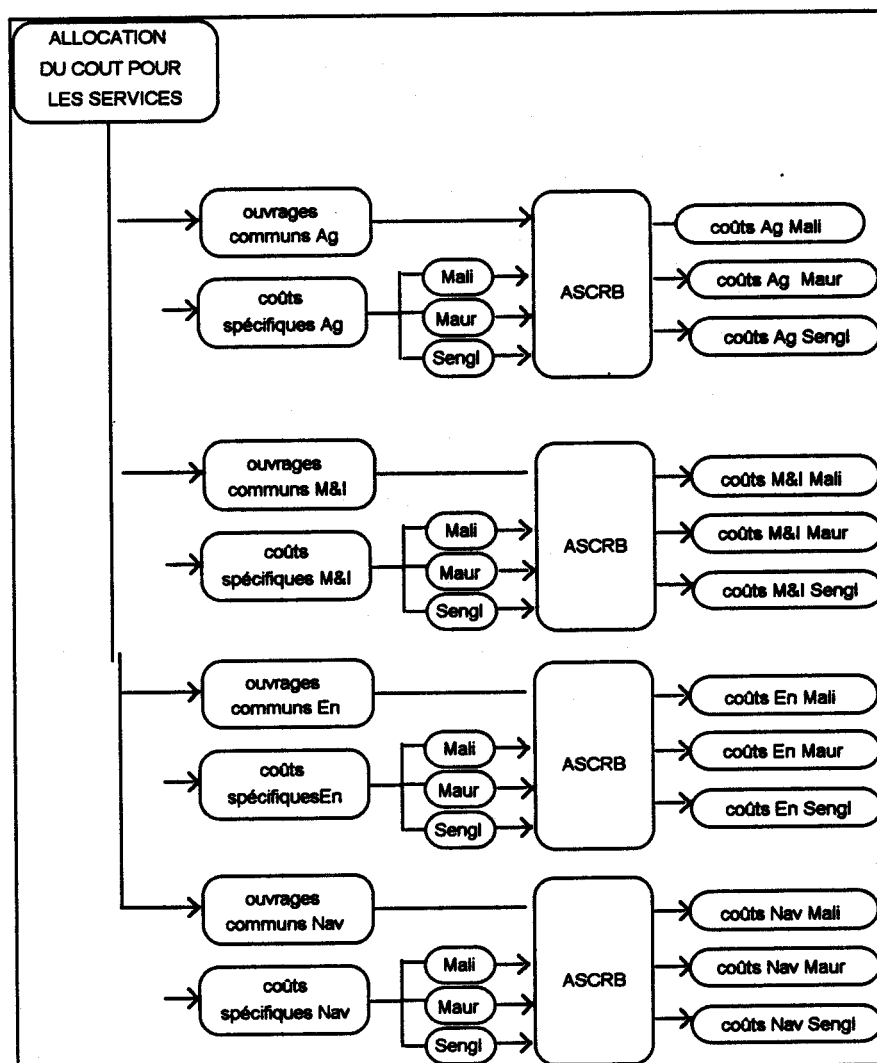 ALLOCATION
DU COUT POUR
LES SERVICES
ouvrages
communs Ag
coûts
spécifiques Ag
Mali
Maur
Sengl
ASCRB
coûts Ag Mali
coûts Ag Maur
coûts Ag Sengl
ouvrages
communs M&I
coûts
spécifiques M&I
Mali
Maur
Sengl
ASCRB
coûts M&I Mali
coûts M&I Maur
coûts M&I Sengl
ouvrages
communs En
coûts
spécifiquesEn
Mali
Maur
Sengl
ASCRB
coûts En Mali
coûts En Maur
coûts En Sengl
ouvrages
communs Nav
coûts
spécifiques Nav
Mali
Maur
Sengl
ASCRB
coûts Nav Mali
coûts Nav Maur
coûts Nav Sengl